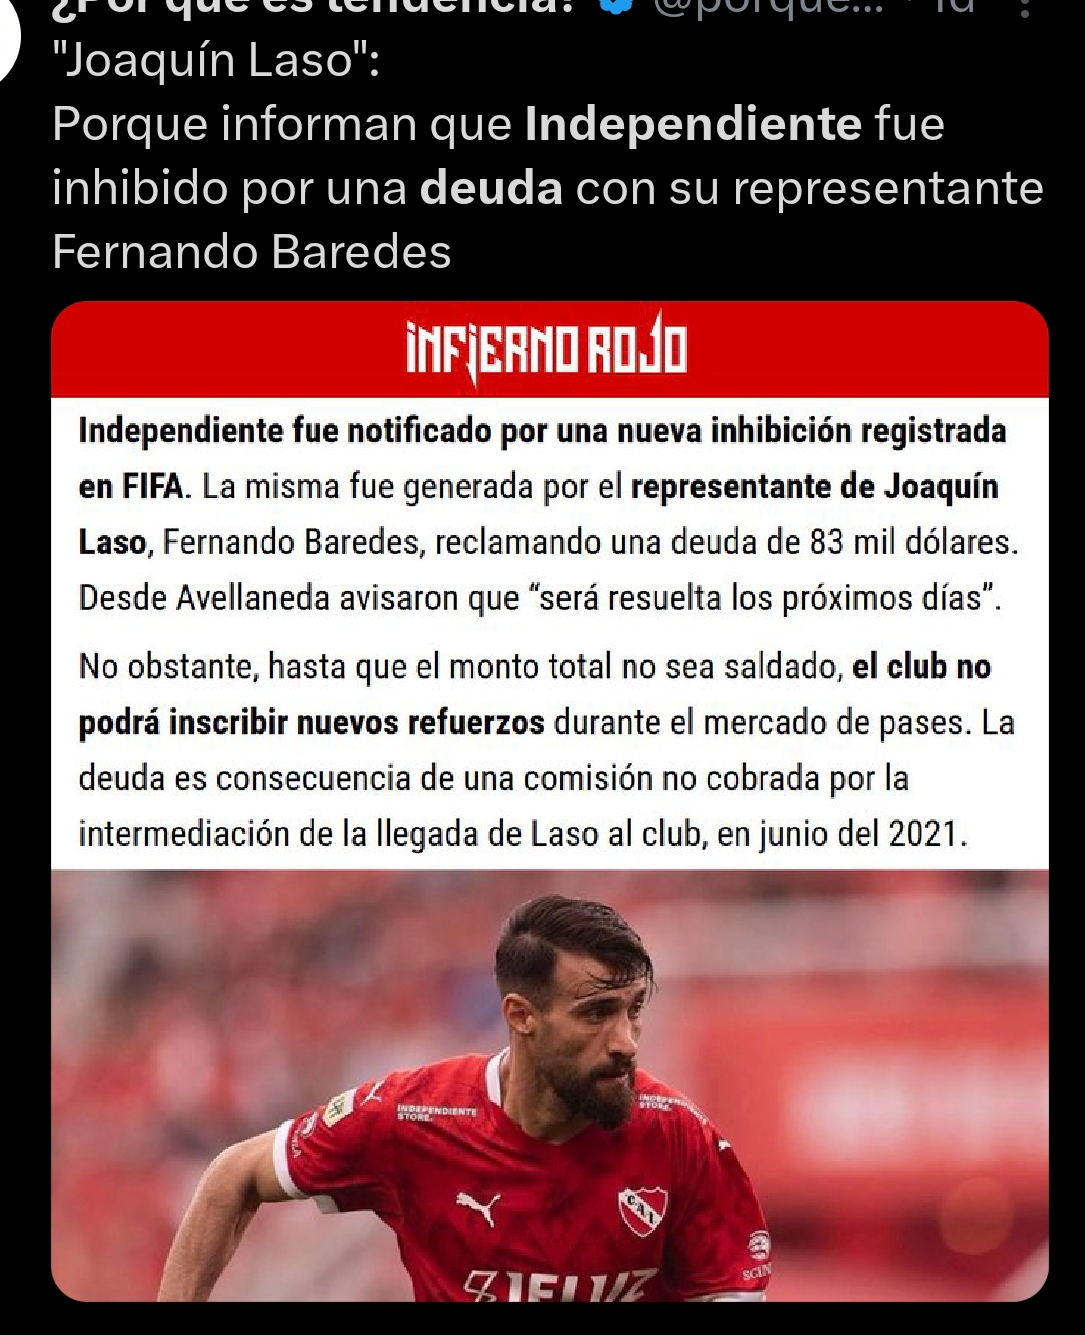 ¿Por qué es tendencia? @porque... · 1d
"Joaquín Laso":
Porque informan que Independiente fue
inhibido por una deuda con su representante
Fernando Baredes
INFIERNO ROJO
Independiente fue notificado por una nueva inhibición registrada
en FIFA. La misma fue generada por el representante de Joaquín
Laso, Fernando Baredes, reclamando una deuda de 83 mil dólares.
Desde Avellaneda avisaron que “será resuelta los próximos días”.
No obstante, hasta que el monto total no sea saldado, el club no
podrá inscribir nuevos refuerzos durante el mercado de pases. La
deuda es consecuencia de una comisión no cobrada por la
intermediación de la llegada de Laso al club, en junio del 2021.
INDEPENDIENTE
STORE.
INDEPENDIENTE
STORE.
CAI